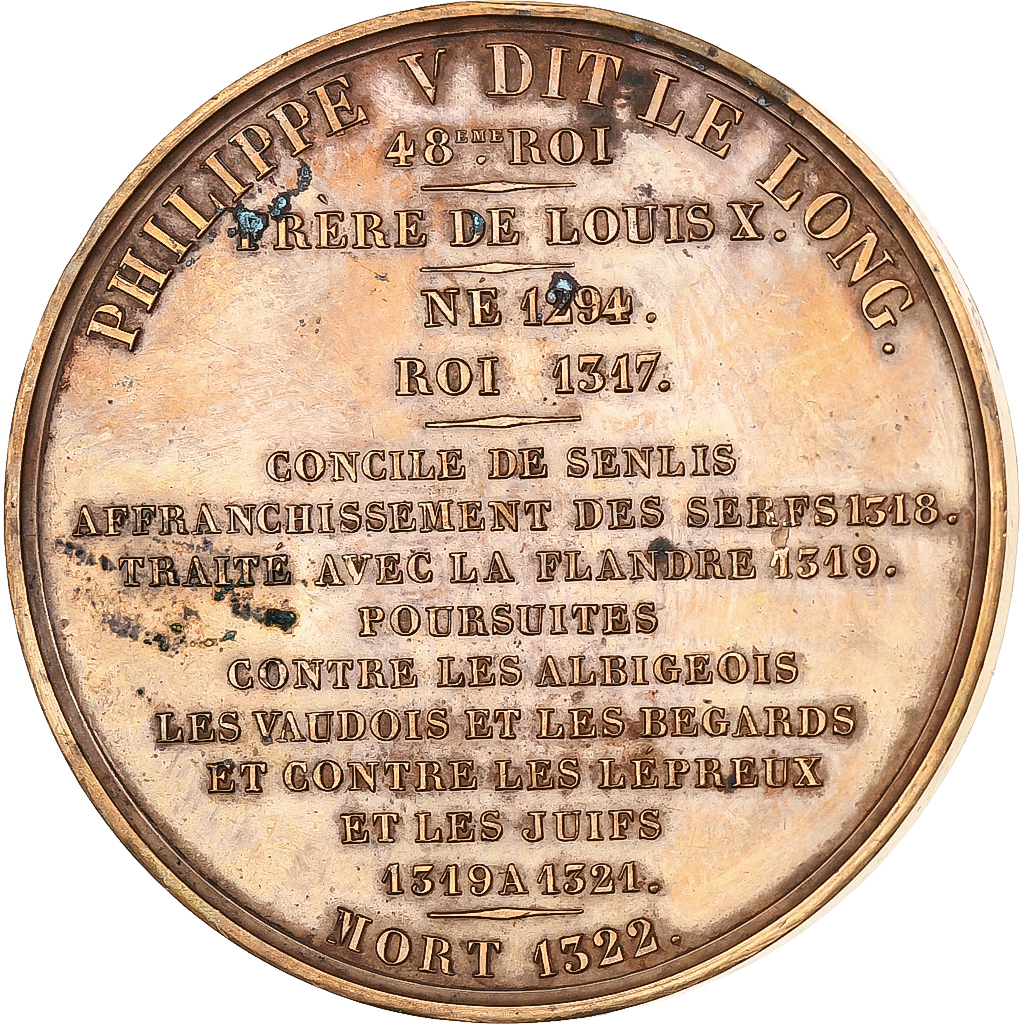 PHILIPPE V DIT LE LONG.
48EME. ROI
FRÈRE DE LOUIS X.
NÉ 1294.
ROI 1317.
CONCILE DE SENLIS
AFFRANCHISSEMENT DES SERFS 1318.
TRAITÉ AVEC LA FLANDRE 1319.
POURSUITES
CONTRE LES ALBIGEOIS
LES VAUDOIS ET LES BEGARDS
ET CONTRE LES LÉPREUX
ET LES JUIFS
1319 A 1321.
MORT 1322.